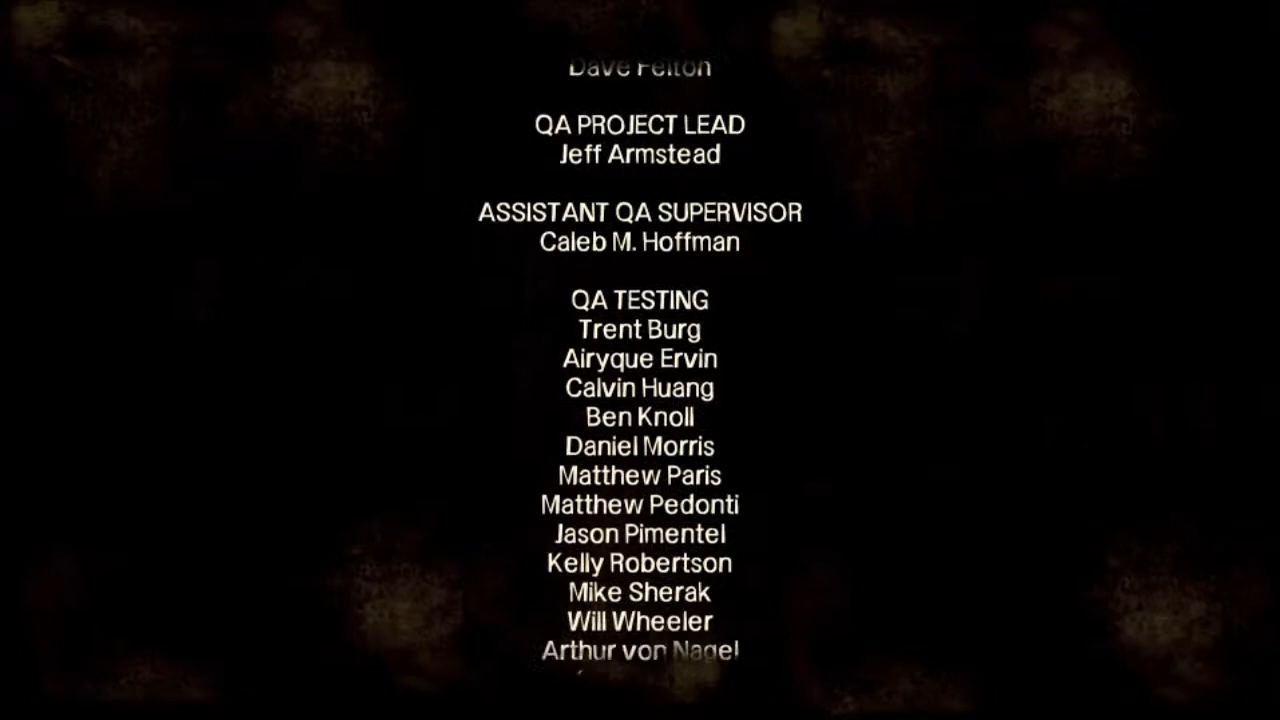 Dave Felton
QA PROJECT LEAD
Jeff Armstead
ASSISTANT QA SUPERVISOR
Caleb M. Hoffman
QA TESTING
Trent Burg
Airyque Ervin
Calvin Huang
Ben Knoll
Daniel Morris
Matthew Paris
Matthew Pedonti
Jason Pimentel
Kelly Robertson
Mike Sherak
Will Wheeler
Arthur von Nagel